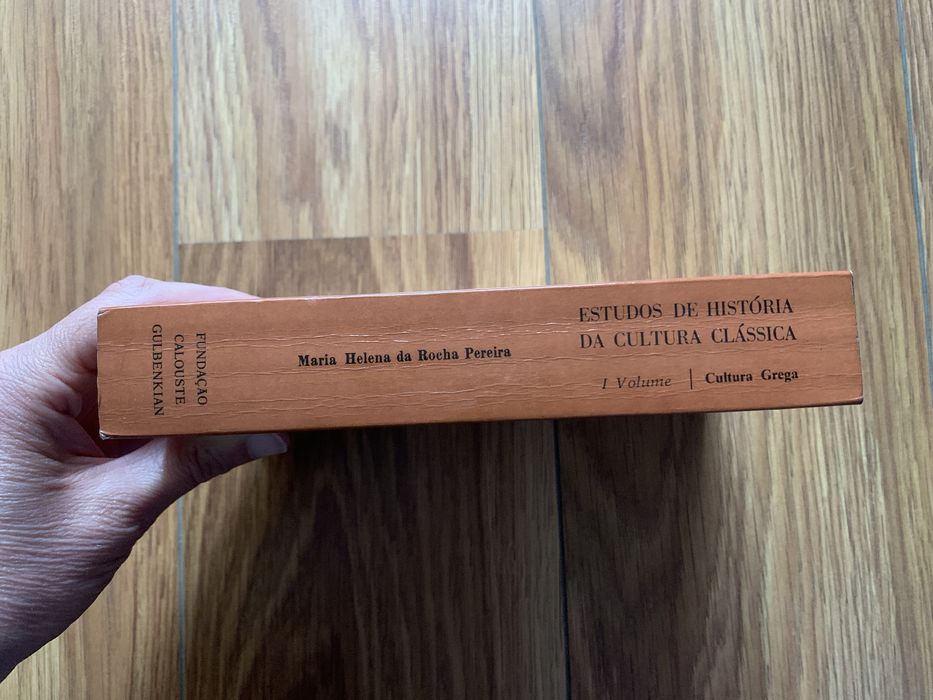 FUNDAÇÃO
CALOUSTE
GULBENKIAN
Maria Helena da Rocha Pereira
ESTUDOS DE HISTÓRIA
DA CULTURA CLÁSSICA
I Volume | Cultura Grega